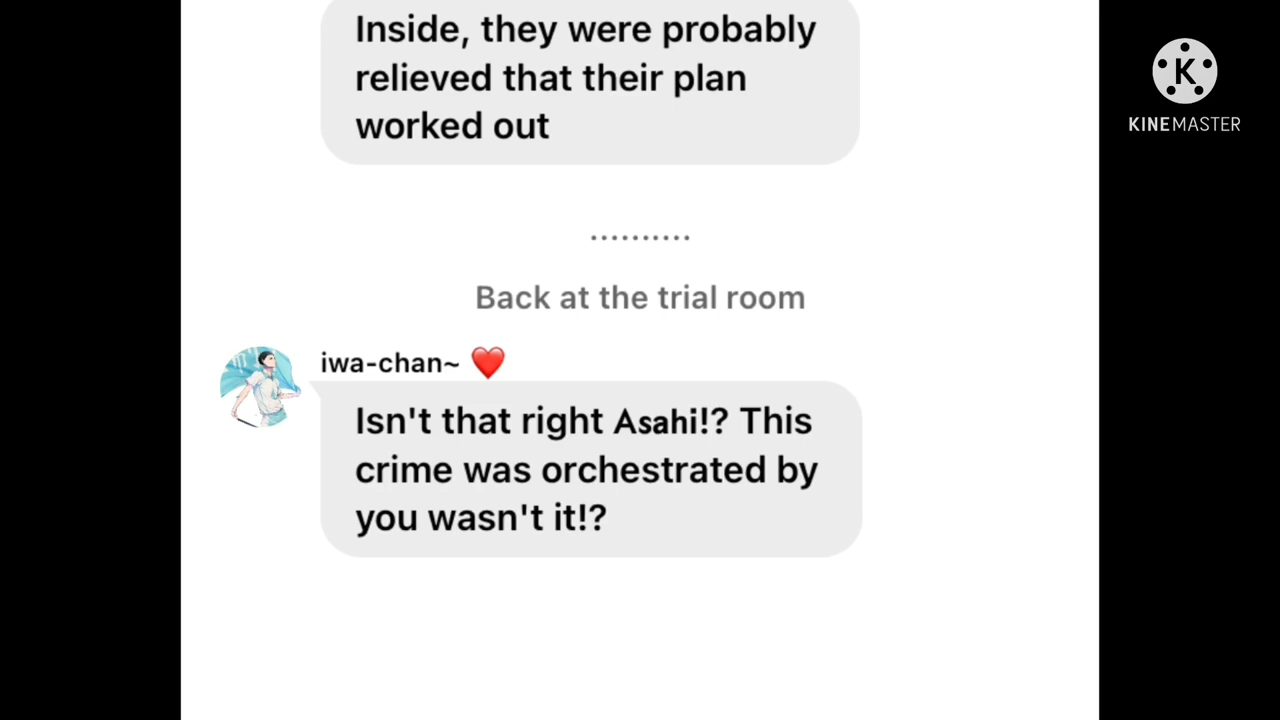 Inside, they were probably
relieved that their plan
worked out
K
KINEMASTER
..........
Back at the trial room
iwa-chan~ ❤️
Isn't that right Asahi!? This
crime was orchestrated by
you wasn't it!?